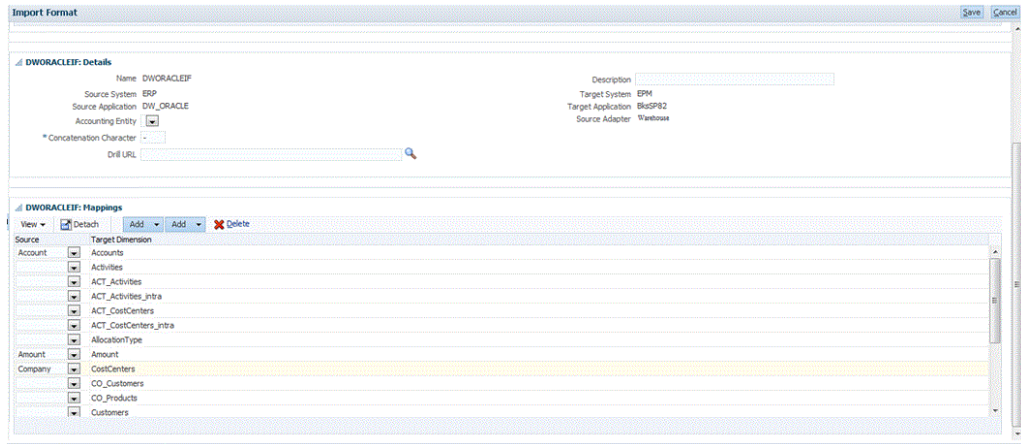 Import Format Save Cancel
DWORACLEIF: Details
Name DWORACLEIF Description
Source System ERP Target System EPM
Source Application DW_ORACLE Target Application BksSP82
Accounting Entity Source Adapter Warehouse
* Concatenation Character -
Drill URL
DWORACLEIF: Mappings
View Detach Add Add Delete
Source Target Dimension
Account Accounts
Activities
ACT_Activities
ACT_Activities_intra
ACT_CostCenters
ACT_CostCenters_intra
AllocationType
Amount Amount
Company CostCenters
CO_Customers
CO_Products
Customers